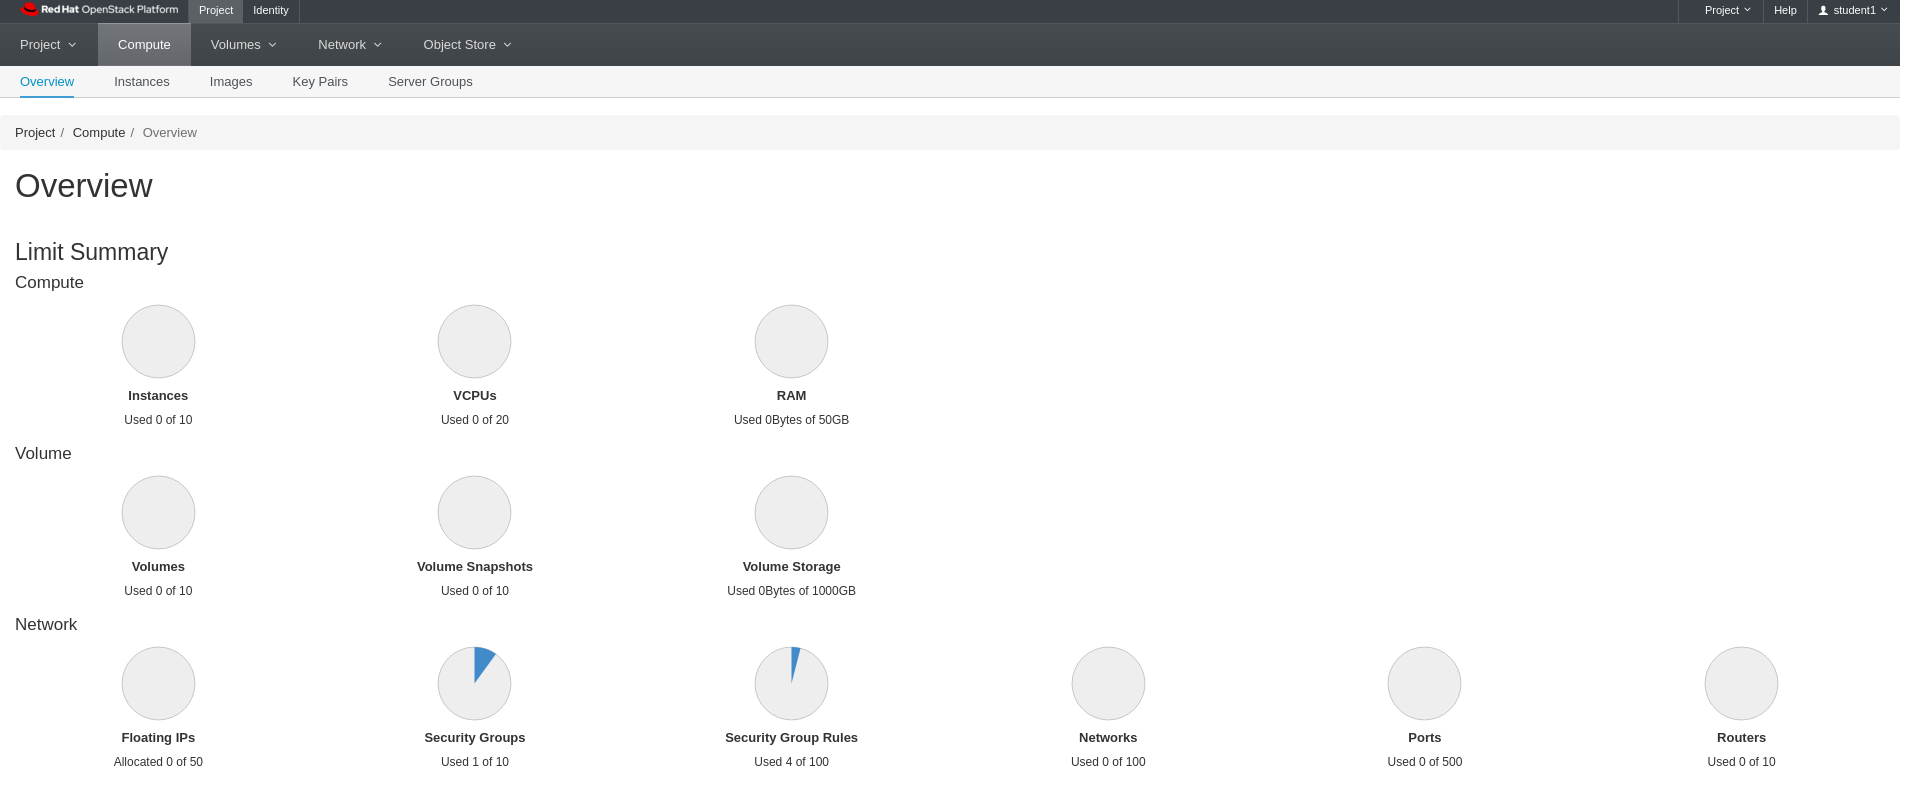 Red Hat OpenStack Platform Project Identity Project Help student1
Project Compute Volumes Network Object Store
Overview Instances Images Key Pairs Server Groups
Project / Compute / Overview
Overview
Limit Summary
Compute
Instances VCPUs RAM
Used 0 of 10 Used 0 of 20 Used 0Bytes of 50GB
Volume
Volumes Volume Snapshots Volume Storage
Used 0 of 10 Used 0 of 10 Used 0Bytes of 1000GB
Network
Floating IPs Security Groups Security Group Rules Networks Ports Routers
Allocated 0 of 50 Used 1 of 10 Used 4 of 100 Used 0 of 100 Used 0 of 500 Used 0 of 10